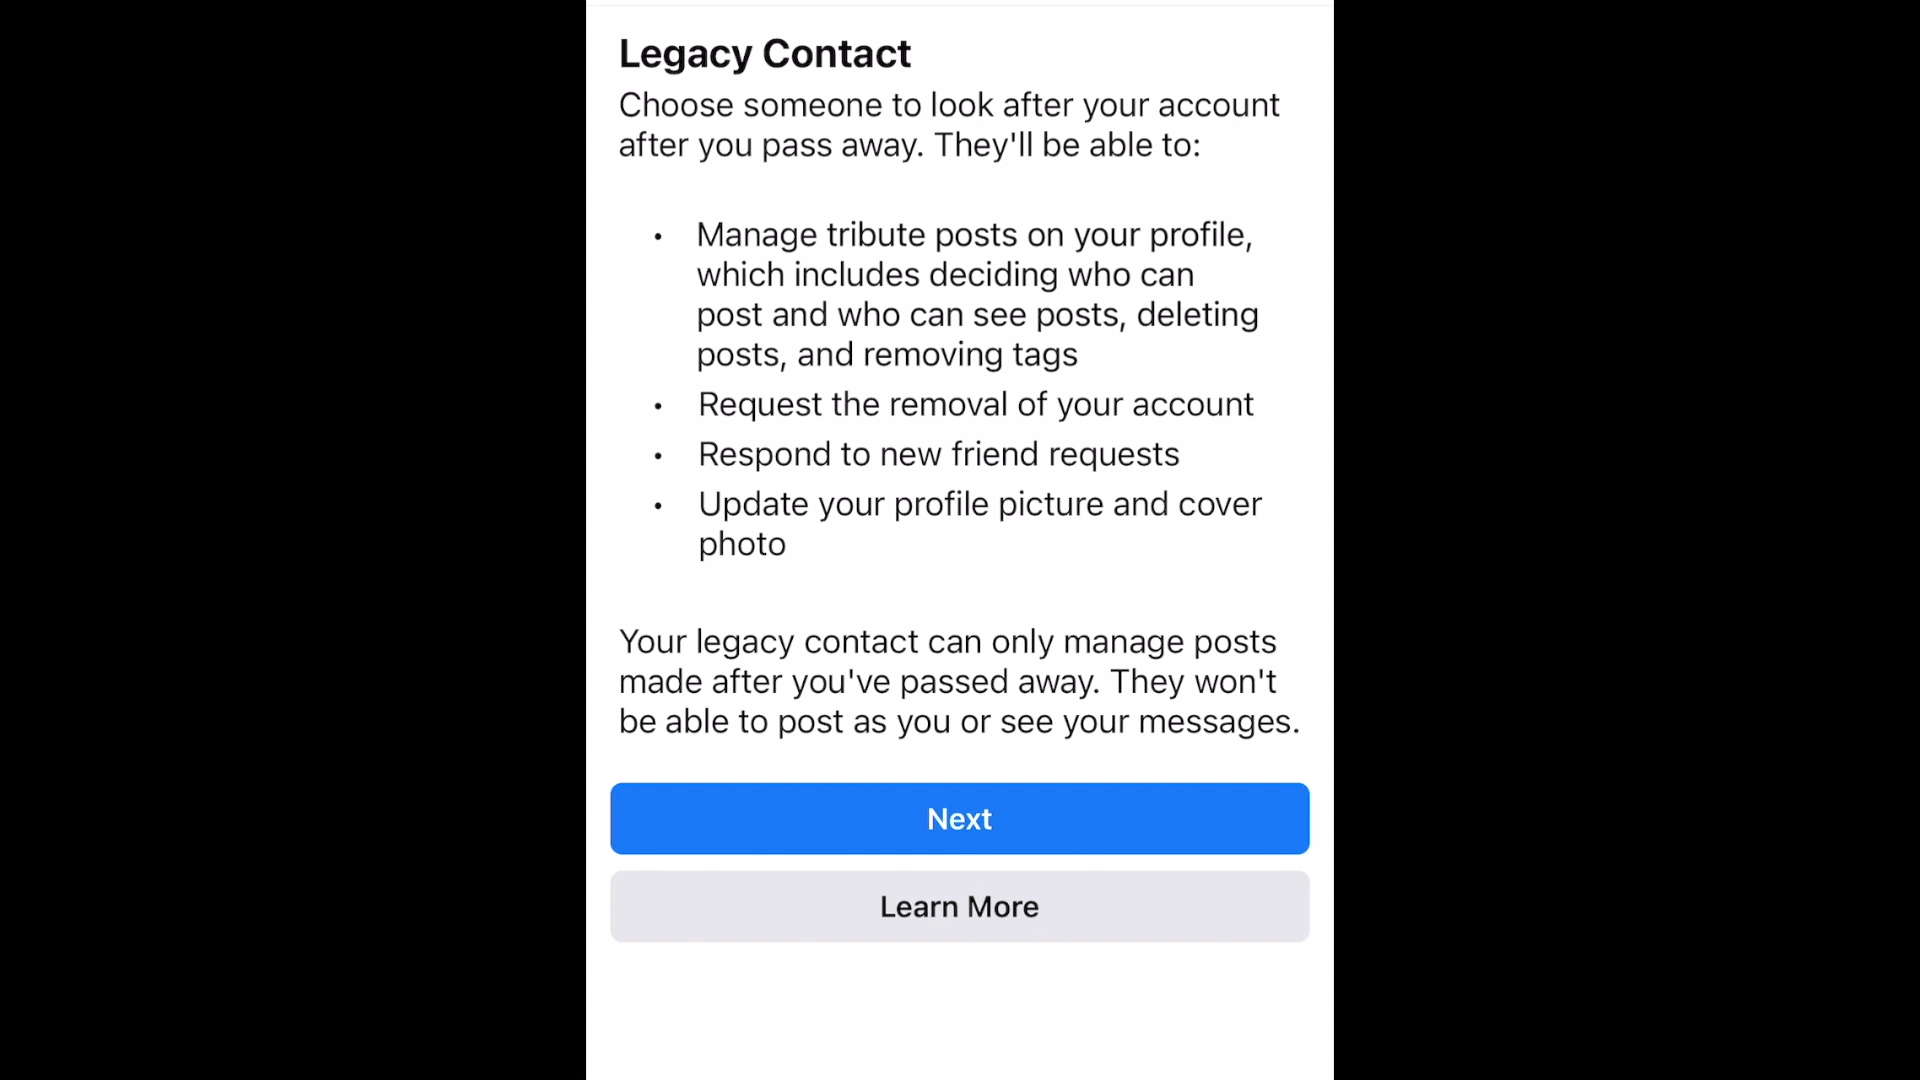 Legacy Contact
Choose someone to look after your account
after you pass away. They'll be able to:
• Manage tribute posts on your profile,
which includes deciding who can
post and who can see posts, deleting
posts, and removing tags
• Request the removal of your account
• Respond to new friend requests
• Update your profile picture and cover
photo
Your legacy contact can only manage posts
made after you've passed away. They won't
be able to post as you or see your messages.
Next
Learn More